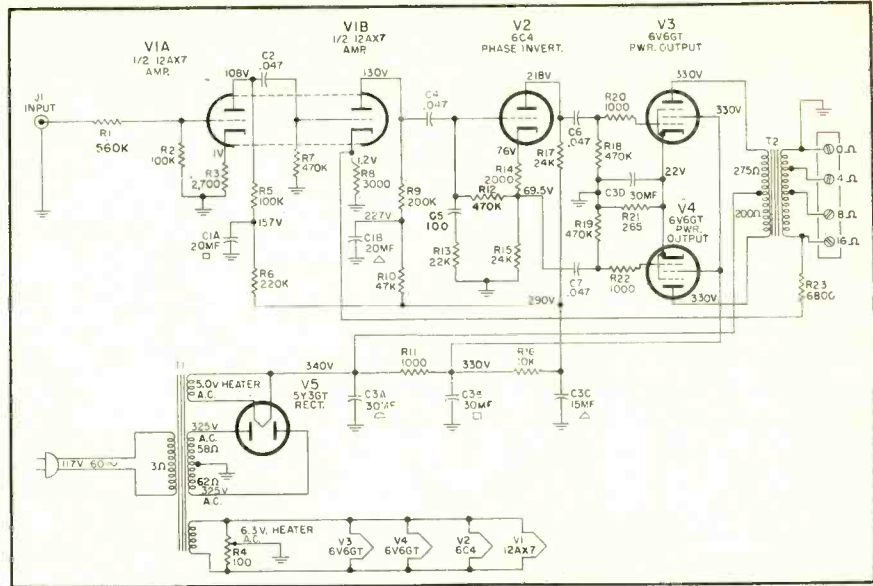 V1A
1/2 12AX7
AMP.
V1B
1/2 12AX7
AMP.
V2
6C4
PHASE INVERT.
V3
6V6GT
PWR. OUTPUT
J1
INPUT
R1
560K
R2
100K
1V
R3
2,700
108V
C2
.047
R5
100K
157V
C1A
20MF
R6
220K
R7
470K
130V
1.2V
R8
3000
R9
200K
227V
C1B
20MF
R10
47K
C4
.047
218V
76V
R14
2000
R12
470K
69.5V
C5
100
R13
22K
R15
24K
R17
24K
C6
.047
R18
470K
R20
1000
330V
330V
22V
C3D
30MF
R21
265
R19
470K
C7
.047
R22
1000
V4
6V6GT
PWR.
OUTPUT
330V
290V
T2
275Ω
200Ω
0Ω
4Ω
8Ω
16Ω
R23
6800
T1
5.0V HEATER
A.C.
V5
5Y3GT
RECT.
340V
R11
1000
330V
R16
10K
C3A
30MF
C3B
30MF
C3C
15MF
325V
A.C.
58Ω
62Ω
325V
A.C.
117V 60~
3Ω
6.3V, HEATER
A.C.
R4
100
V3
6V6GT
V4
6V6GT
V2
6C4
V1
12AX7